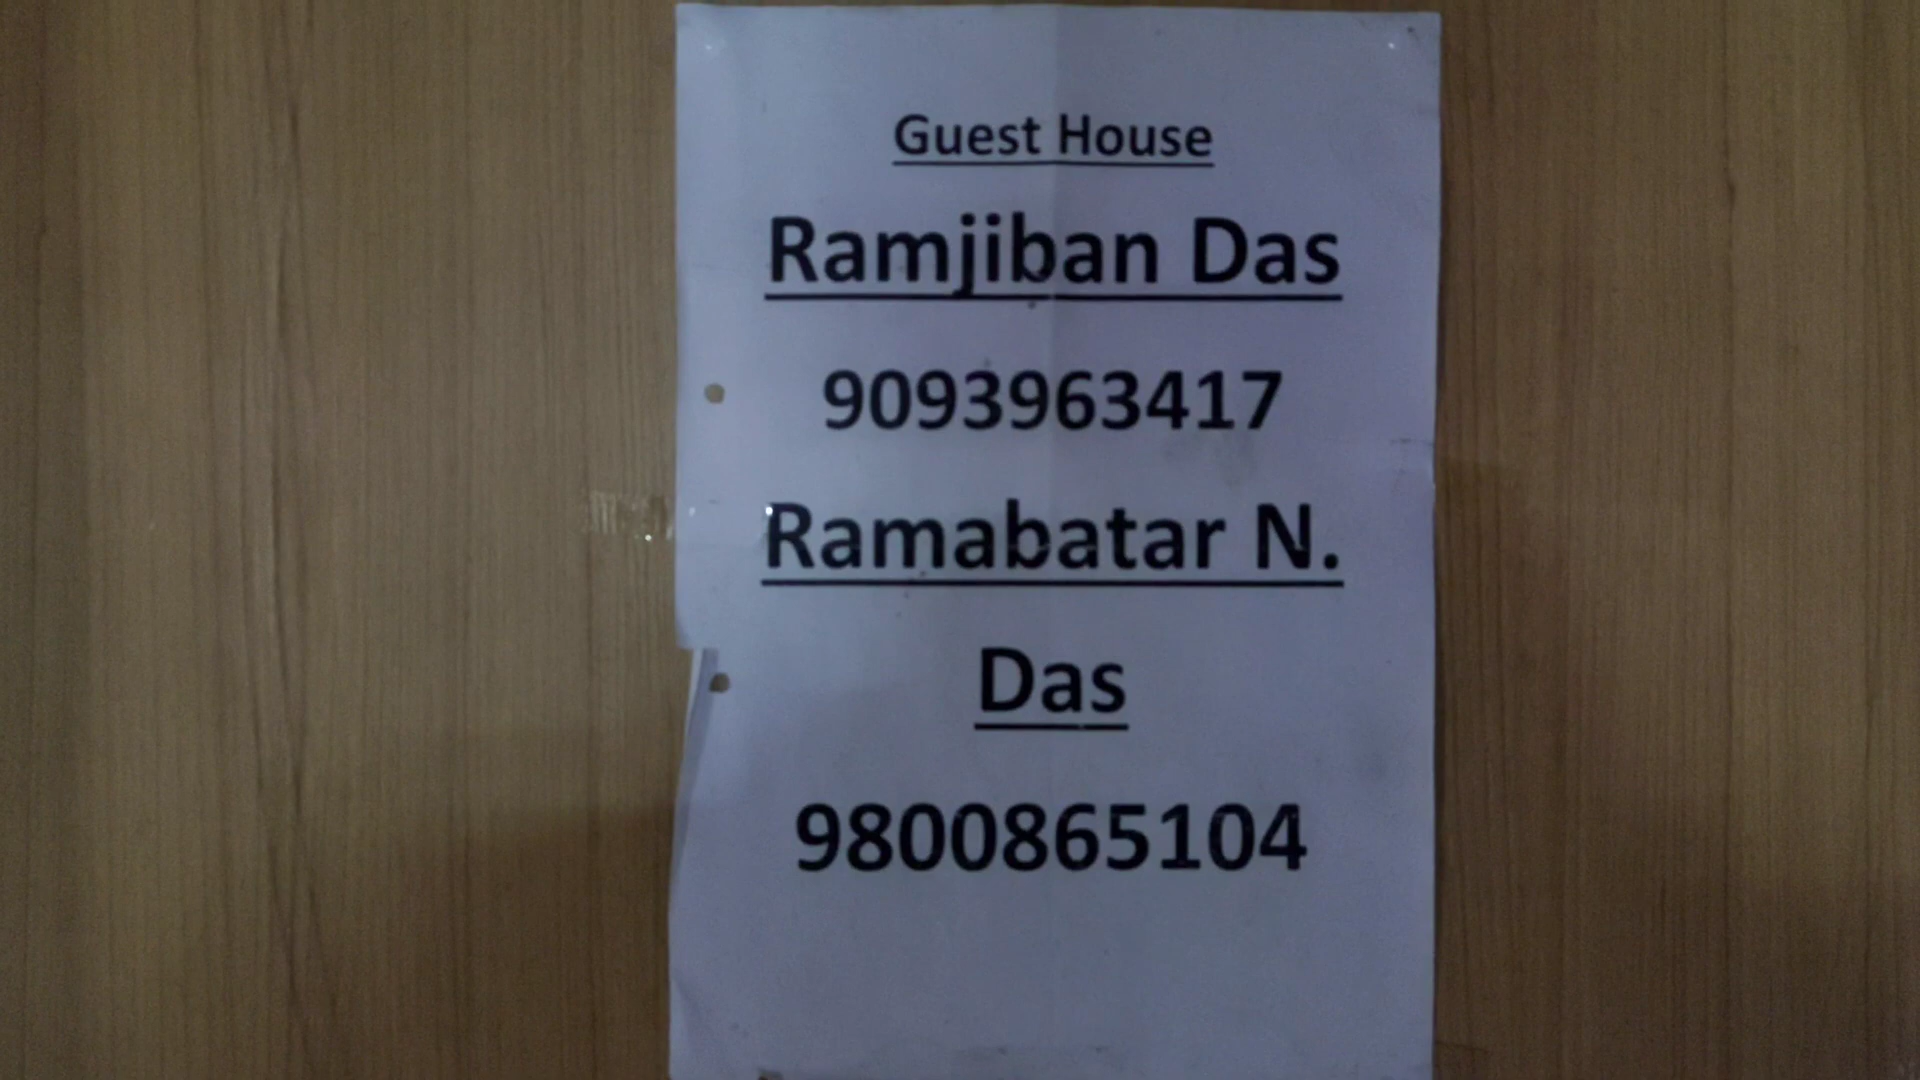 Guest House
Ramjiban Das
9093963417
Ramabatar N.
Das
9800865104